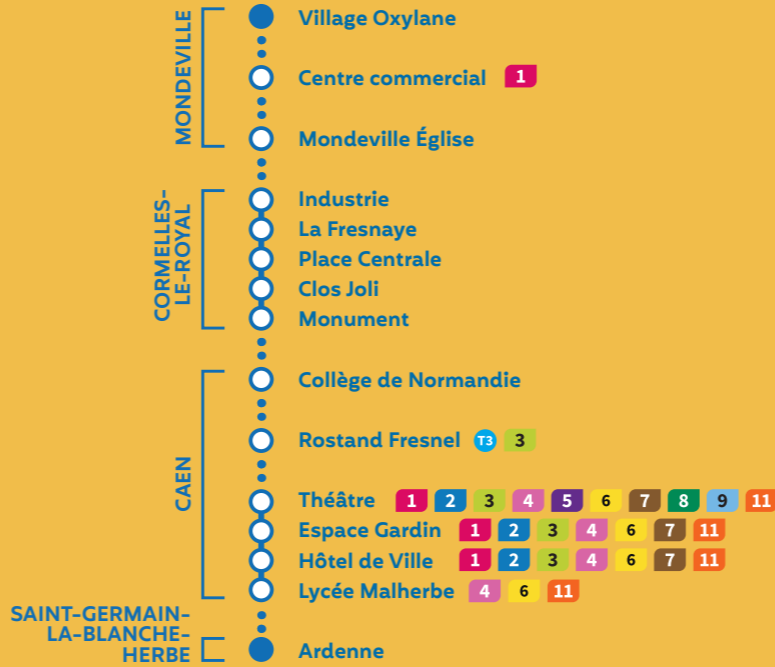 MONDEVILLE
Village Oxylane
Centre commercial 1
Mondeville Église
CORMELLES-
LE-ROYAL
Industrie
La Fresnaye
Place Centrale
Clos Joli
Monument
CAEN
Collège de Normandie
Rostand Fresnel T3 3
Théâtre 1 2 3 4 5 6 7 8 9 11
Espace Gardin 1 2 3 4 6 7 11
Hôtel de Ville 1 2 3 4 6 7 11
Lycée Malherbe 4 6 11
SAINT-GERMAIN-
LA-BLANCHE-
HERBE
Ardenne